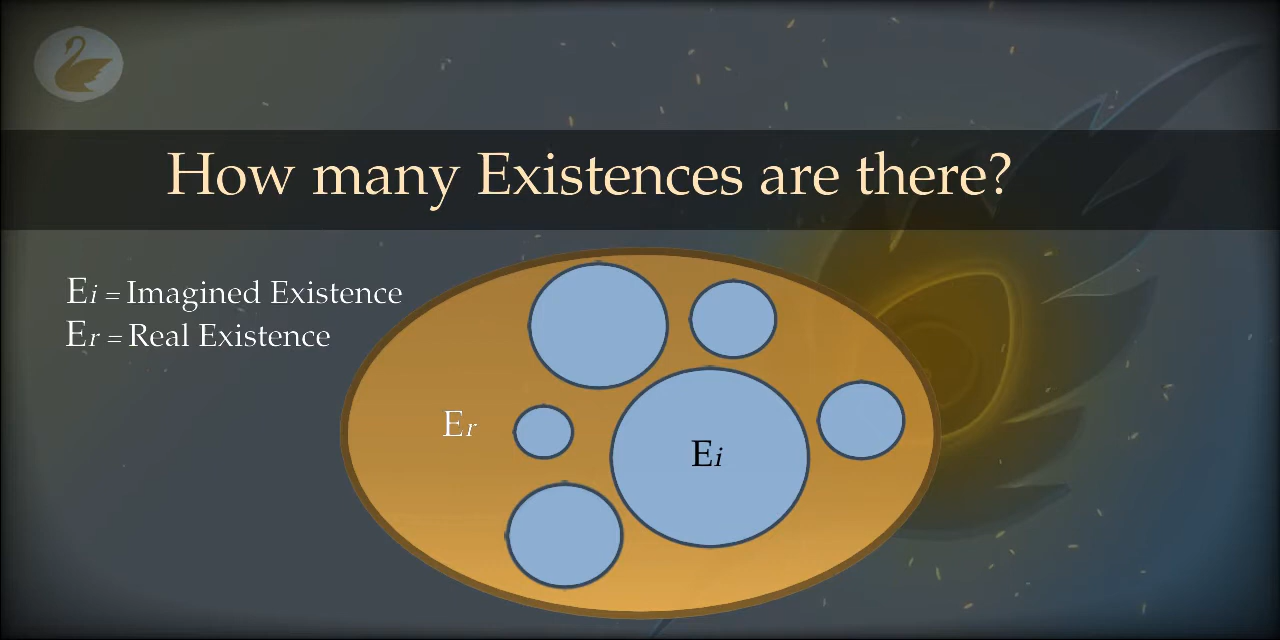 How many Existences are there?
Ei = Imagined Existence
Er = Real Existence
Er
Ei